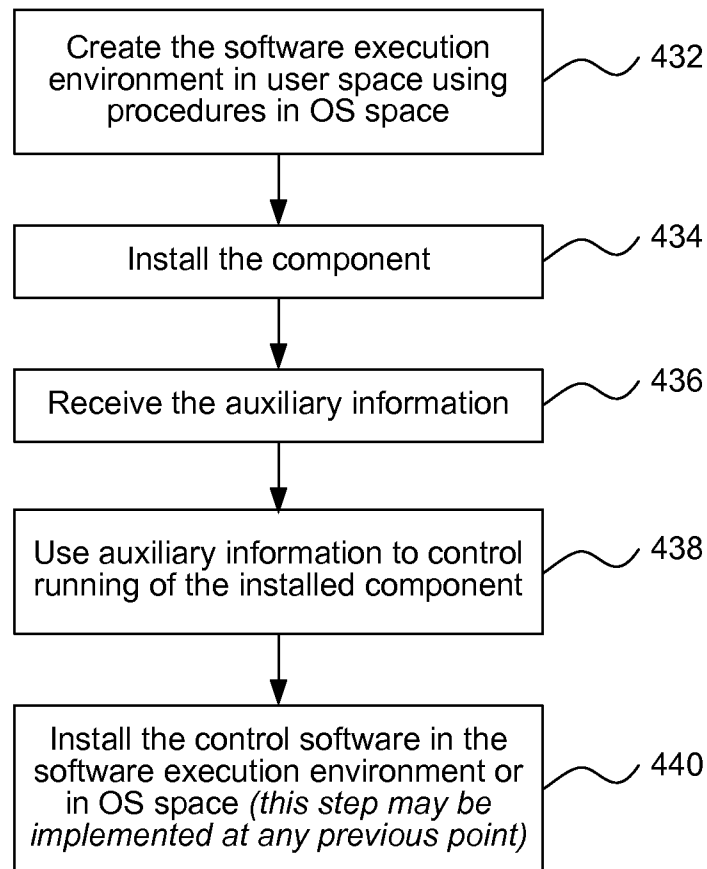 Create the software execution
environment in user space using
procedures in OS space
432
Install the component
434
Receive the auxiliary information
436
Use auxiliary information to control
running of the installed component
438
Install the control software in the
software execution environment or
in OS space (this step may be
implemented at any previous point)
440